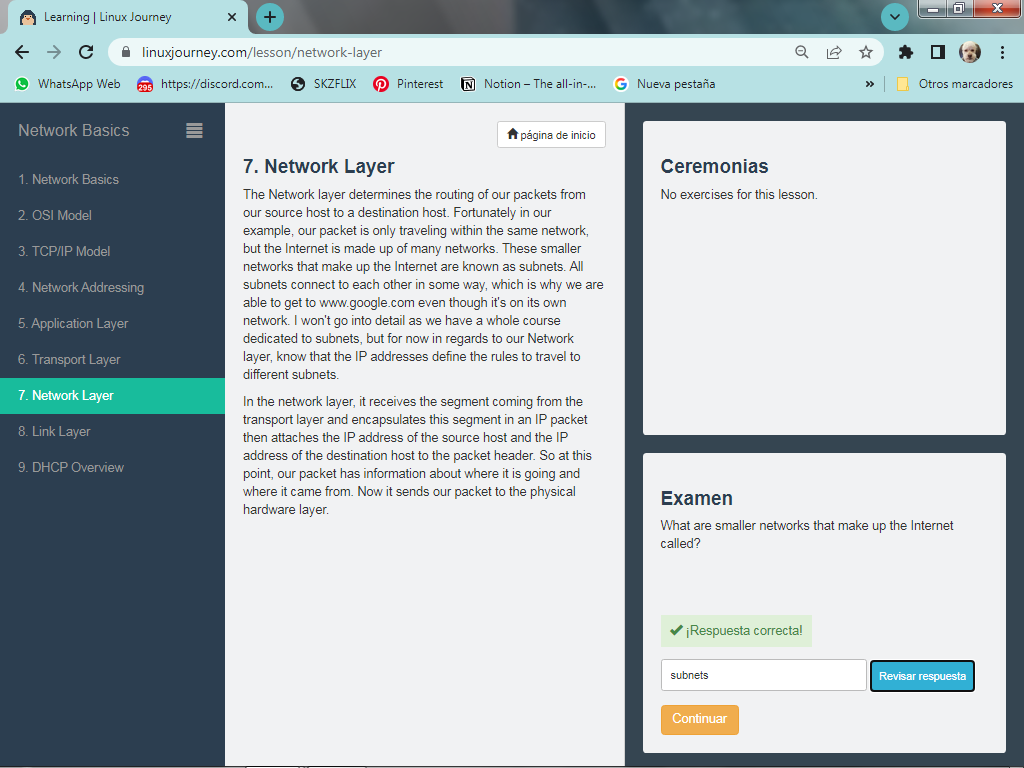 Learning | Linux Journey
linuxjourney.com/lesson/network-layer
WhatsApp Web
295
https://discord.com...
SKZFLIX
Pinterest
Notion – The all-in-...
Nueva pestaña
»
Otros marcadores
Network Basics
1. Network Basics
2. OSI Model
3. TCP/IP Model
4. Network Addressing
5. Application Layer
6. Transport Layer
7. Network Layer
8. Link Layer
9. DHCP Overview
página de inicio
7. Network Layer
The Network layer determines the routing of our packets from
our source host to a destination host. Fortunately in our
example, our packet is only traveling within the same network,
but the Internet is made up of many networks. These smaller
networks that make up the Internet are known as subnets. All
subnets connect to each other in some way, which is why we are
able to get to www.google.com even though it's on its own
network. I won't go into detail as we have a whole course
dedicated to subnets, but for now in regards to our Network
layer, know that the IP addresses define the rules to travel to
different subnets.
In the network layer, it receives the segment coming from the
transport layer and encapsulates this segment in an IP packet
then attaches the IP address of the source host and the IP
address of the destination host to the packet header. So at this
point, our packet has information about where it is going and
where it came from. Now it sends our packet to the physical
hardware layer.
Ceremonias
No exercises for this lesson.
Examen
What are smaller networks that make up the Internet
called?
¡Respuesta correcta!
subnets
Revisar respuesta
Continuar